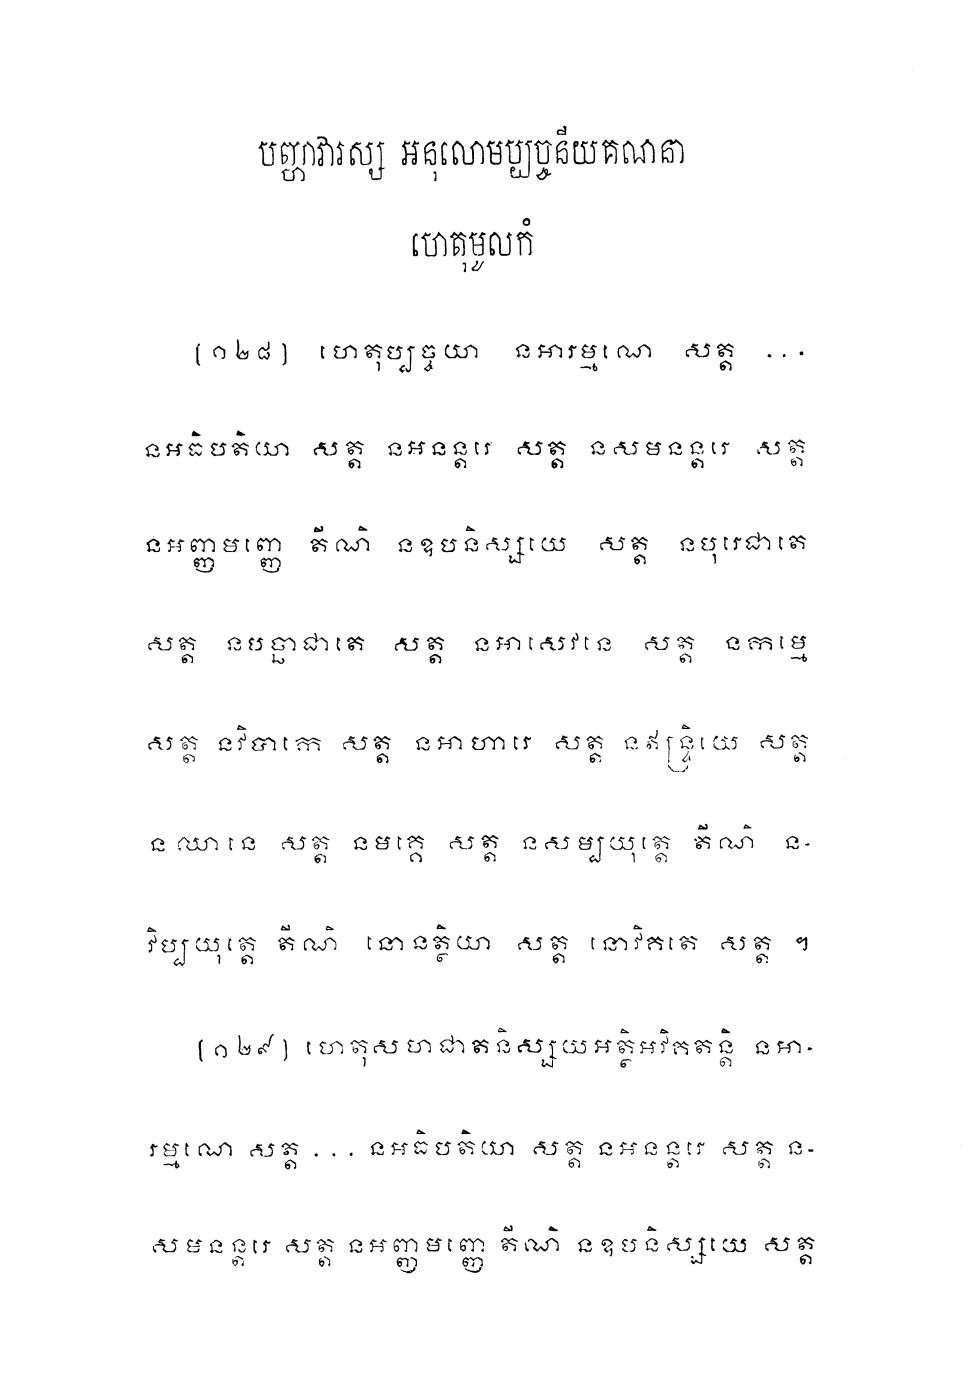 បញ្ហាវារស្ស អនុលោមប្បច្ចនីយគណនា
ហេតុមូលកំ
(១២៨) ហេតុប្បច្ចយា នអារម្មណេ សត្ត ...
នអធិបតិយា សត្ត នអនន្តរេ សត្ត នសមនន្តរេ សត្ត
នអញ្ញមញ្ញេ តីណិ នឧបនិស្សយេ សត្ត នបុរេជាតេ
សត្ត នបច្ឆាជាតេ សត្ត នអាសេវនេ សត្ត នកម្មេ
សត្ត នវិបាកេ សត្ត នអាហារេ សត្ត នឥន្ទ្រិយេ សត្ត
នឈានេ សត្ត នមគ្គេ សត្ត នសម្បយុត្តេ តីណិ ន-
វិប្បយុត្តេ តីណិ នោនត្ថិយា សត្ត នោវិគតេ សត្ត ។
(១២៩) ហេតុសហជាតនិស្សយអត្ថិអវិគតន្តិ នអា-
រម្មណេ សត្ត ... នអធិបតិយា សត្ត នអនន្តរេ សត្ត ន-
សមនន្តរេ សត្ត នអញ្ញមញ្ញេ តីណិ នឧបនិស្សយេ សត្ត